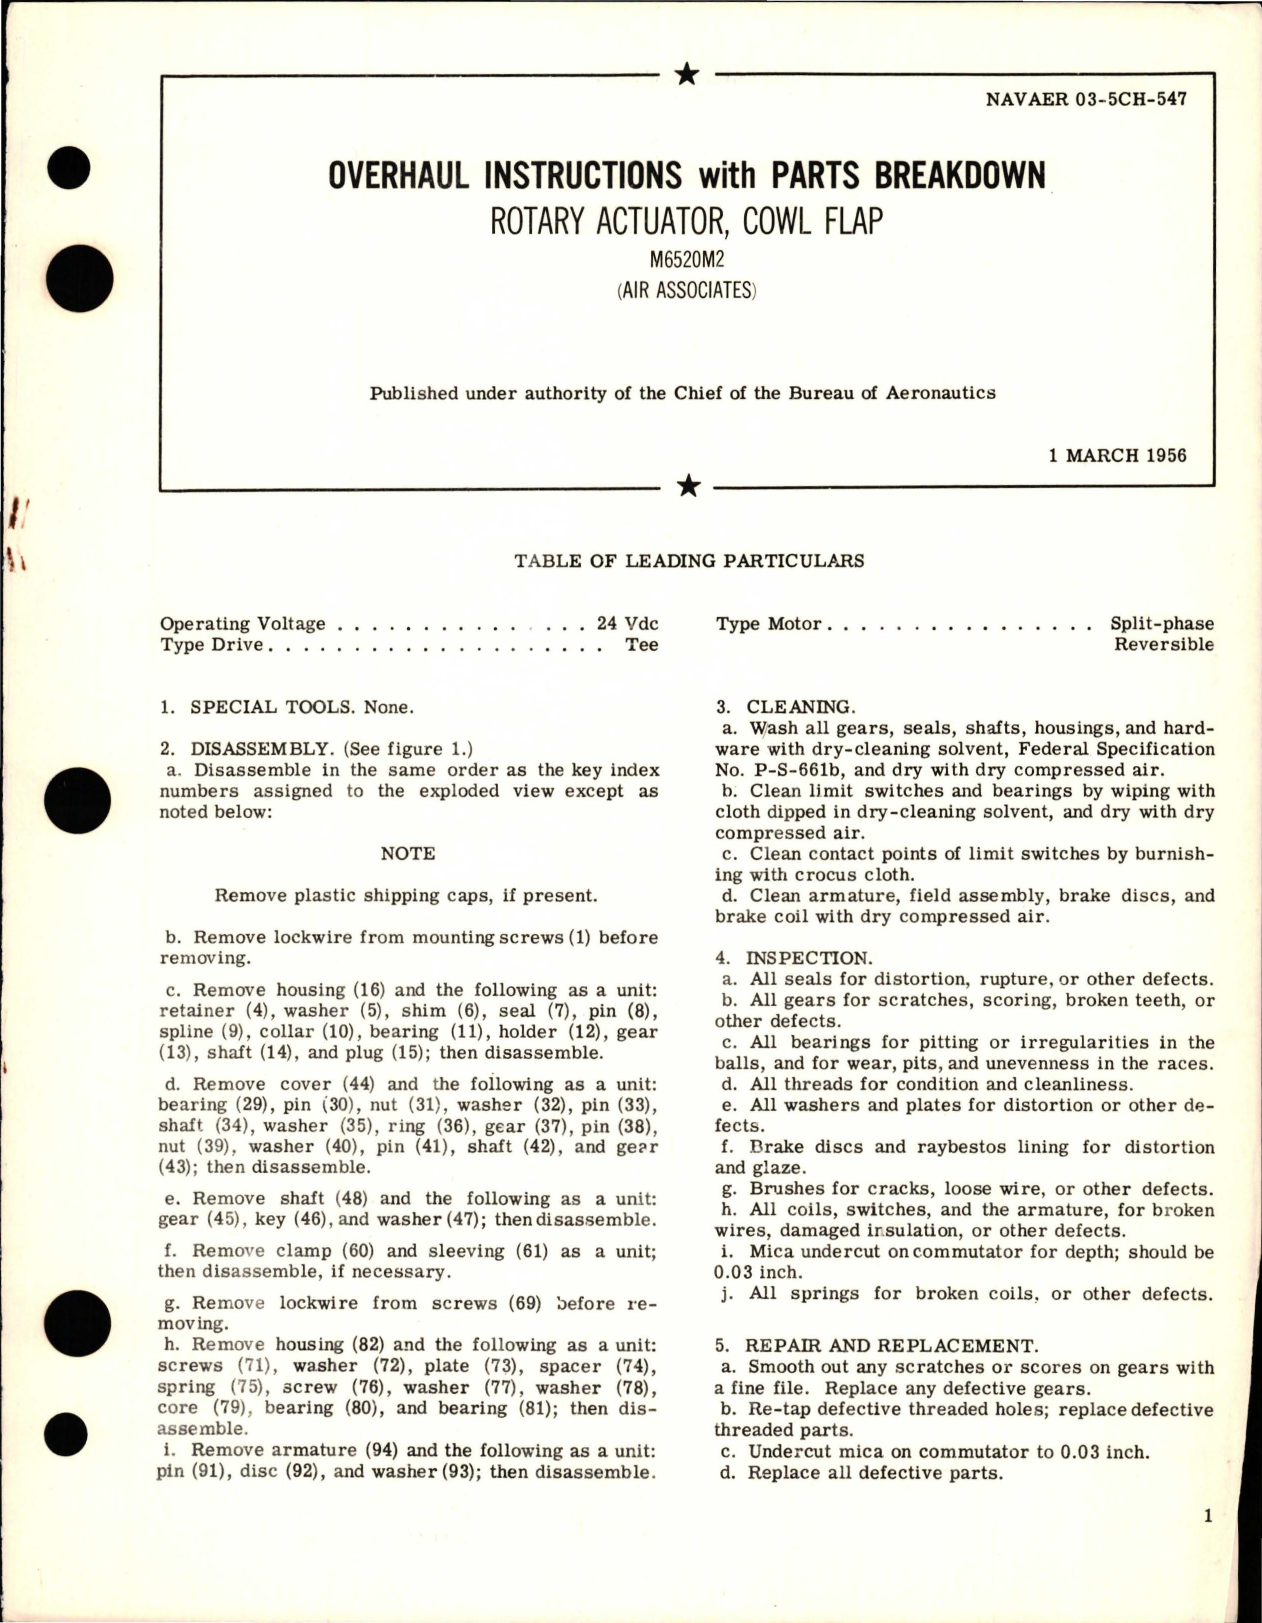 NAVAER 03-5CH-547
OVERHAUL INSTRUCTIONS with PARTS BREAKDOWN
ROTARY ACTUATOR, COWL FLAP
M6520M2
(AIR ASSOCIATES)
Published under authority of the Chief of the Bureau of Aeronautics
1 MARCH 1956
TABLE OF LEADING PARTICULARS
Operating Voltage . . . . . . . . . . . . . . . 24 Vdc
Type Drive. . . . . . . . . . . . . . . . . . . . Tee
Type Motor. . . . . . . . . . . . . . . . Split-phase
Reversible
1. SPECIAL TOOLS. None.
2. DISASSEMBLY. (See figure 1.)
a. Disassemble in the same order as the key index
numbers assigned to the exploded view except as
noted below:
NOTE
Remove plastic shipping caps, if present.
b. Remove lockwire from mounting screws (1) before
removing.
c. Remove housing (16) and the following as a unit:
retainer (4), washer (5), shim (6), seal (7), pin (8),
spline (9), collar (10), bearing (11), holder (12), gear
(13), shaft (14), and plug (15); then disassemble.
d. Remove cover (44) and the following as a unit:
bearing (29), pin (30), nut (31), washer (32), pin (33),
shaft (34), washer (35), ring (36), gear (37), pin (38),
nut (39), washer (40), pin (41), shaft (42), and gear
(43); then disassemble.
e. Remove shaft (48) and the following as a unit:
gear (45), key (46), and washer (47); then disassemble.
f. Remove clamp (60) and sleeving (61) as a unit;
then disassemble, if necessary.
g. Remove lockwire from screws (69) before re-
moving.
h. Remove housing (82) and the following as a unit:
screws (71), washer (72), plate (73), spacer (74),
spring (75), screw (76), washer (77), washer (78),
core (79), bearing (80), and bearing (81); then dis-
assemble.
i. Remove armature (94) and the following as a unit:
pin (91), disc (92), and washer (93); then disassemble.
3. CLEANING.
a. Wash all gears, seals, shafts, housings, and hard-
ware with dry-cleaning solvent, Federal Specification
No. P-S-661b, and dry with dry compressed air.
b. Clean limit switches and bearings by wiping with
cloth dipped in dry-cleaning solvent, and dry with dry
compressed air.
c. Clean contact points of limit switches by burnish-
ing with crocus cloth.
d. Clean armature, field assembly, brake discs, and
brake coil with dry compressed air.
4. INSPECTION.
a. All seals for distortion, rupture, or other defects.
b. All gears for scratches, scoring, broken teeth, or
other defects.
c. All bearings for pitting or irregularities in the
balls, and for wear, pits, and unevenness in the races.
d. All threads for condition and cleanliness.
e. All washers and plates for distortion or other de-
fects.
f. Brake discs and raybestos lining for distortion
and glaze.
g. Brushes for cracks, loose wire, or other defects.
h. All coils, switches, and the armature, for broken
wires, damaged insulation, or other defects.
i. Mica undercut on commutator for depth; should be
0.03 inch.
j. All springs for broken coils, or other defects.
5. REPAIR AND REPLACEMENT.
a. Smooth out any scratches or scores on gears with
a fine file. Replace any defective gears.
b. Re-tap defective threaded holes; replace defective
threaded parts.
c. Undercut mica on commutator to 0.03 inch.
d. Replace all defective parts.
1